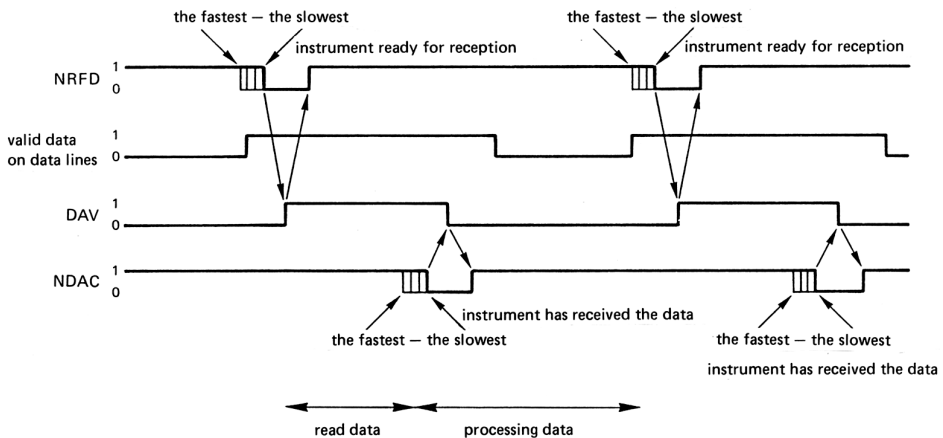 the fastest — the slowest
the fastest — the slowest
instrument ready for reception
instrument ready for reception
NRFD
1
0
valid data
on data lines
1
0
DAV
1
0
NDAC
1
0
instrument has received the data
the fastest — the slowest
the fastest — the slowest
instrument has received the data
read data
processing data